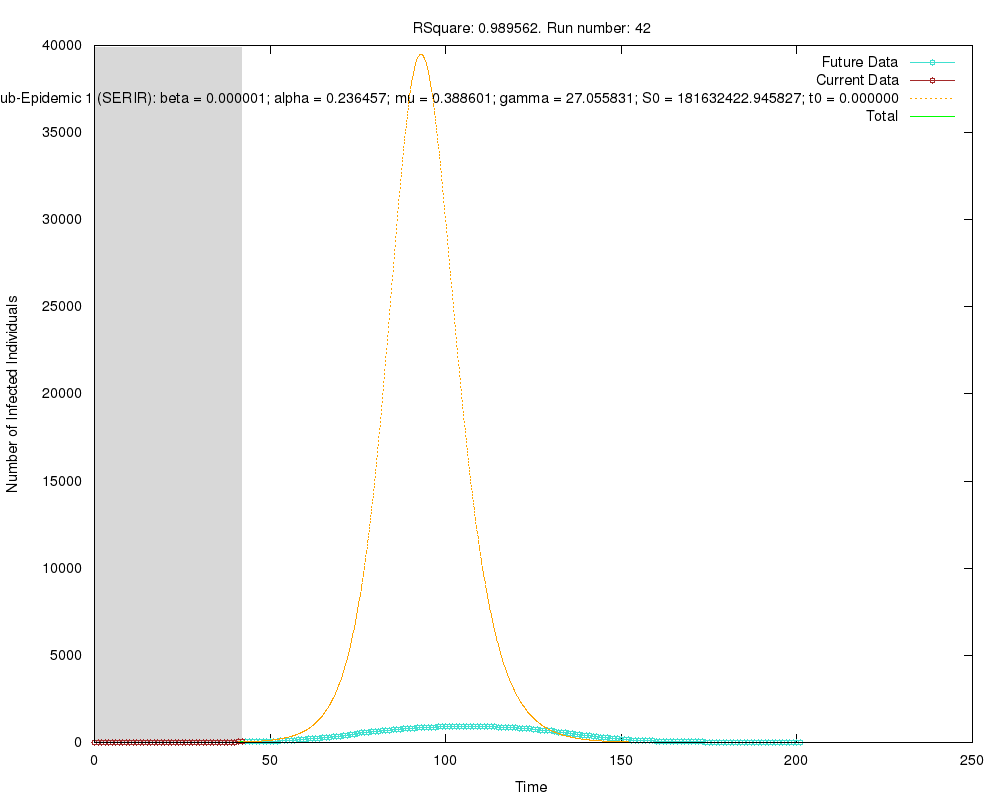 RSquare: 0.989562. Run number: 42
40000
35000
30000
25000
20000
15000
10000
5000
0
Number of Infected Individuals
Future Data
Current Data
ub-Epidemic 1 (SERIR): beta = 0.000001; alpha = 0.236457; mu = 0.388601; gamma = 27.055831; S0 = 181632422.945827; t0 = 0.000000
Total
0 50 100 150 200 250
Time